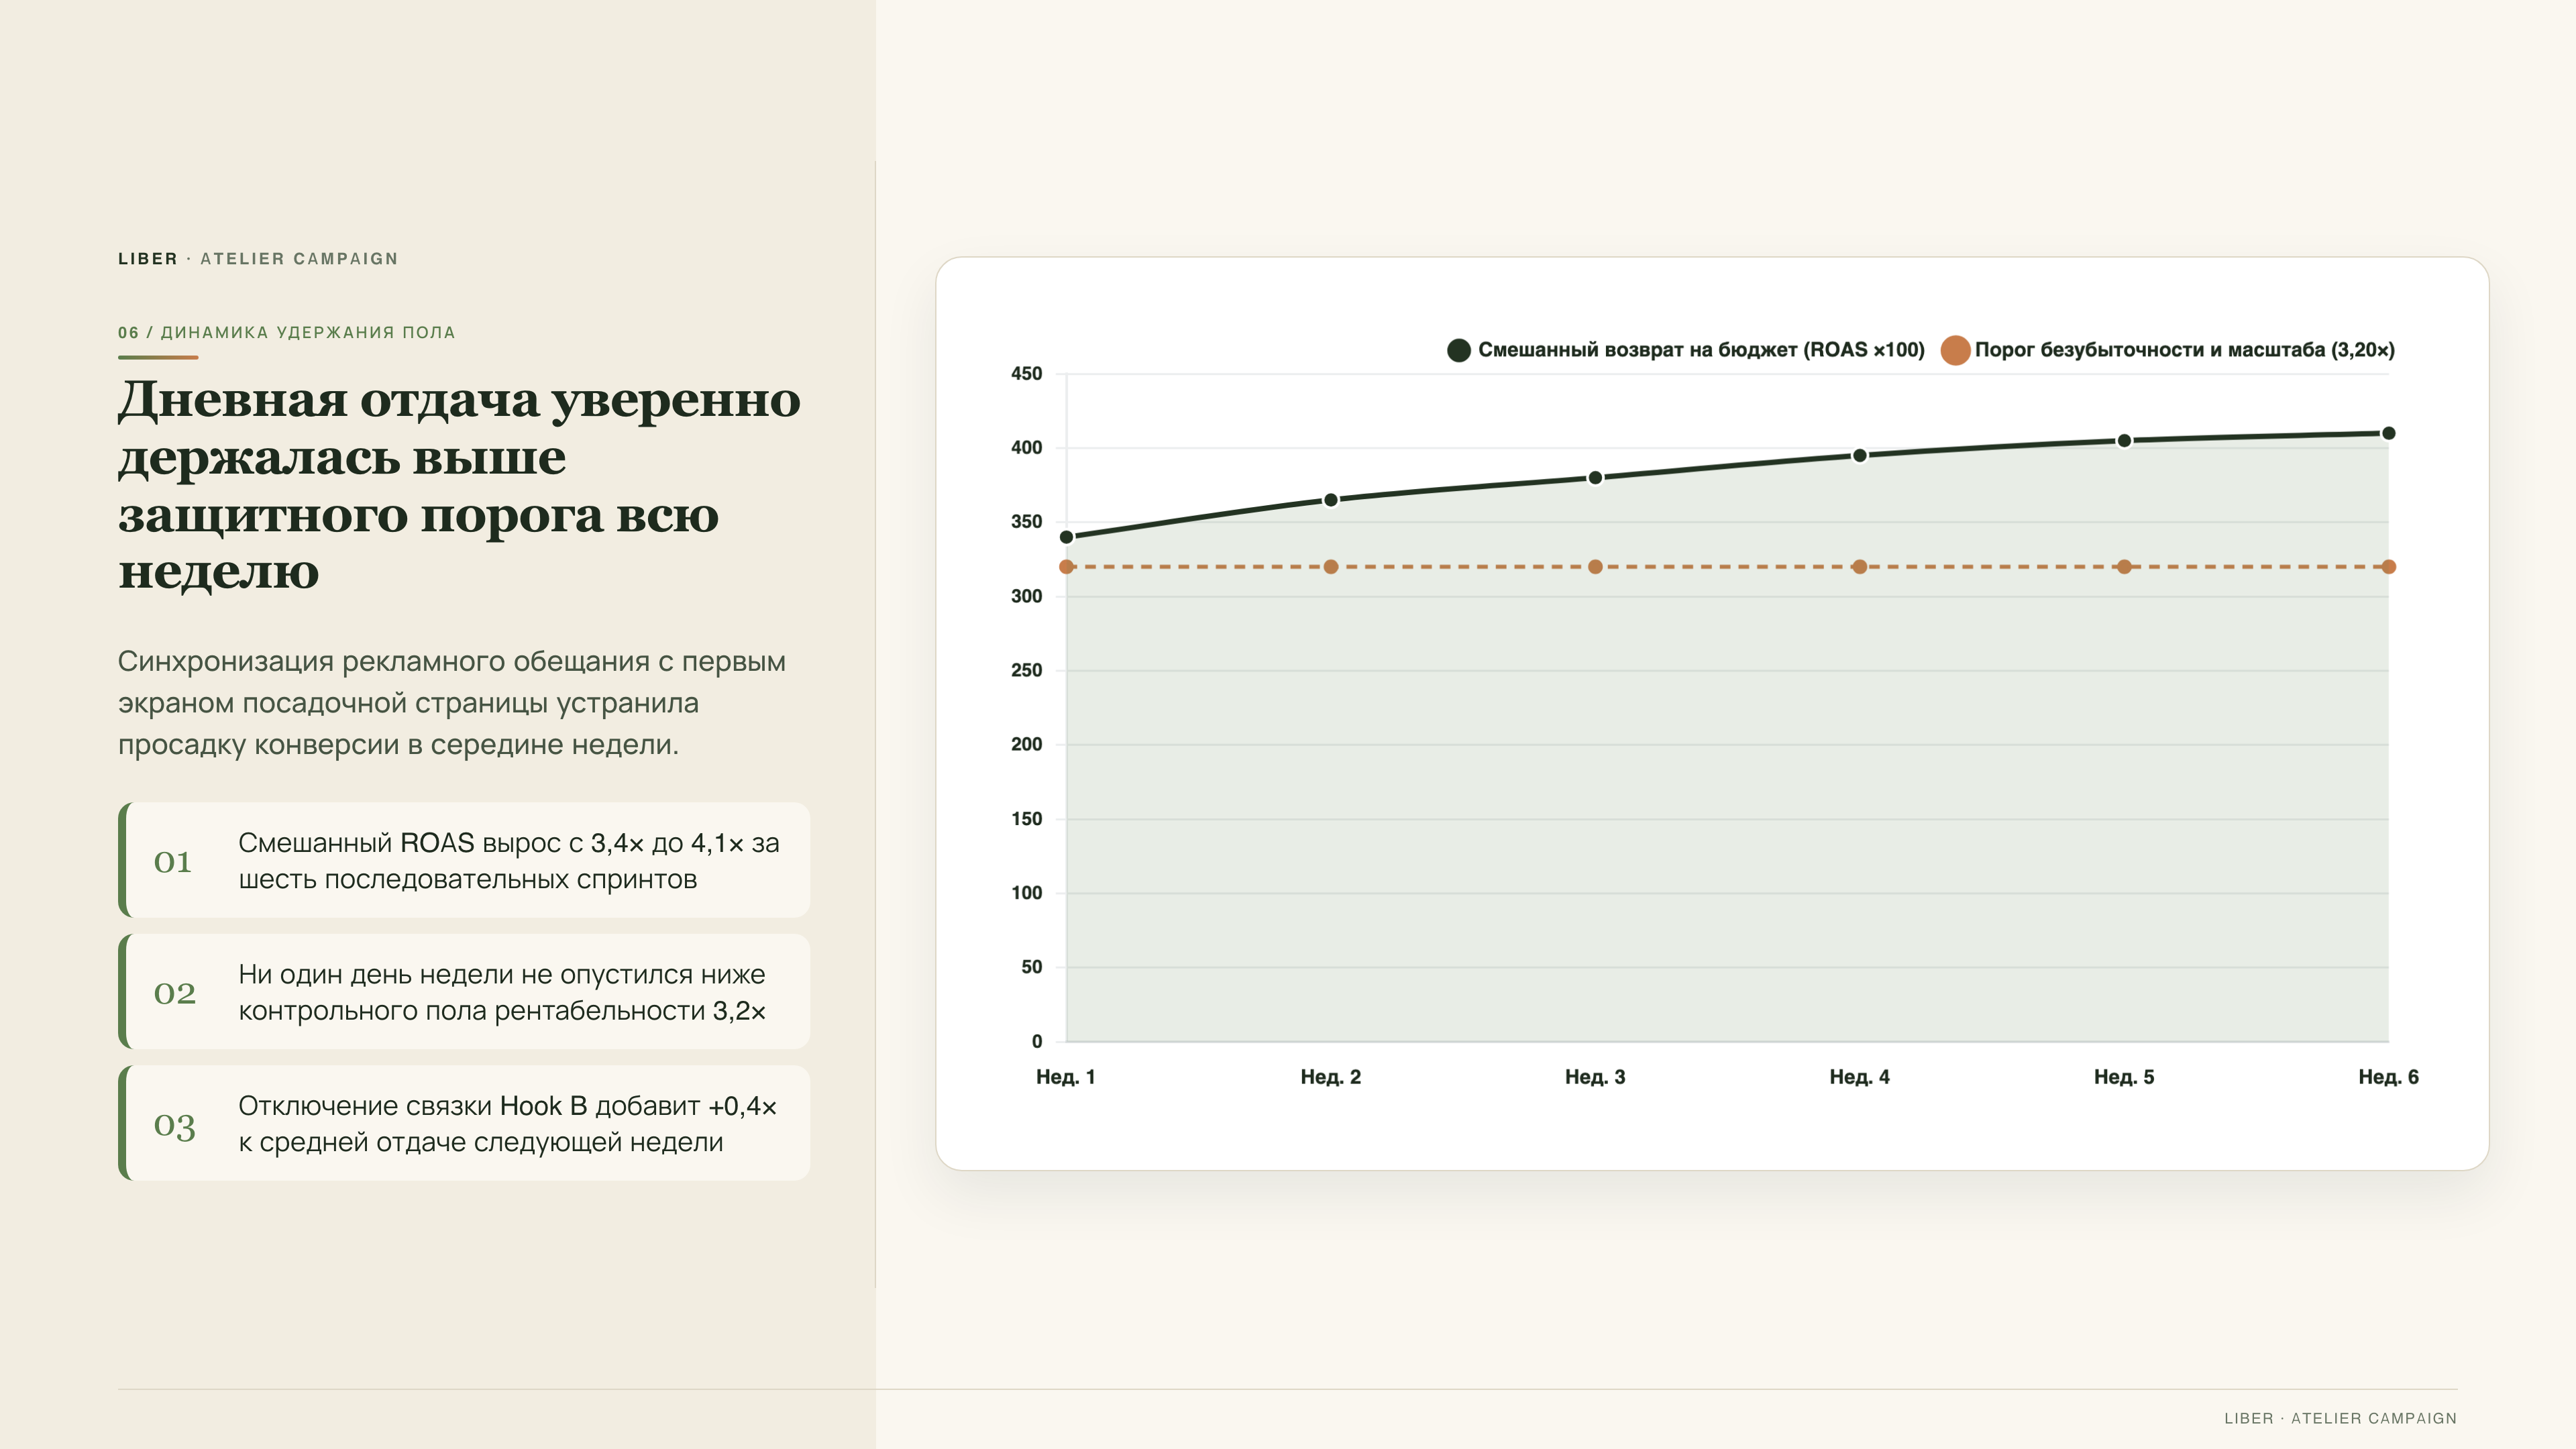 LIBER · ATELIER CAMPAIGN
06 / ДИНАМИКА УДЕРЖАНИЯ ПОЛА
Дневная отдача уверенно
держалась выше
защитного порога всю
неделю
Синхронизация рекламного обещания с первым
экраном посадочной страницы устранила
просадку конверсии в середине недели.
01
Смешанный ROAS вырос с 3,4× до 4,1× за
шесть последовательных спринтов
02
Ни один день недели не опустился ниже
контрольного пола рентабельности 3,2×
03
Отключение связки Hook B добавит +0,4×
к средней отдаче следующей недели
Смешанный возврат на бюджет (ROAS ×100)
Порог безубыточности и масштаба (3,20×)
450
400
350
300
250
200
150
100
50
0
Нед. 1
Нед. 2
Нед. 3
Нед. 4
Нед. 5
Нед. 6
LIBER · ATELIER CAMPAIGN